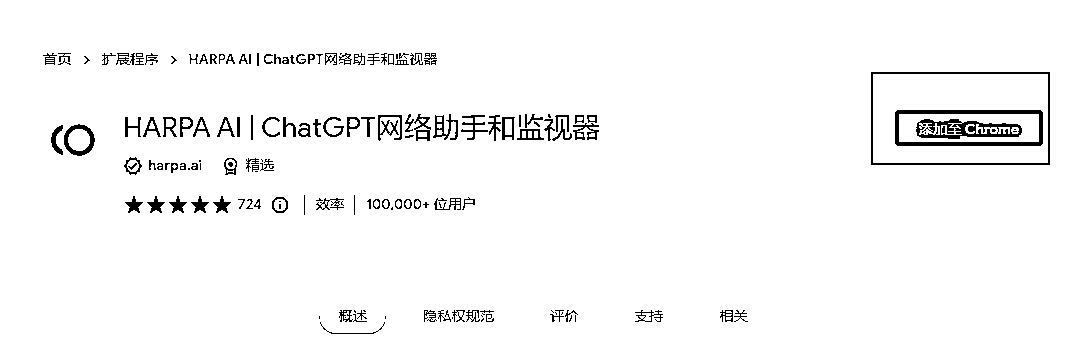 首页 > 扩展程序 > HARPA AI | ChatGPT网络助手和监视器
HARPA AI | ChatGPT网络助手和监视器
添加至 Chrome
harpa.ai 精选
724 效率 100,000+ 位用户
概述 隐私权规范 评价 支持 相关